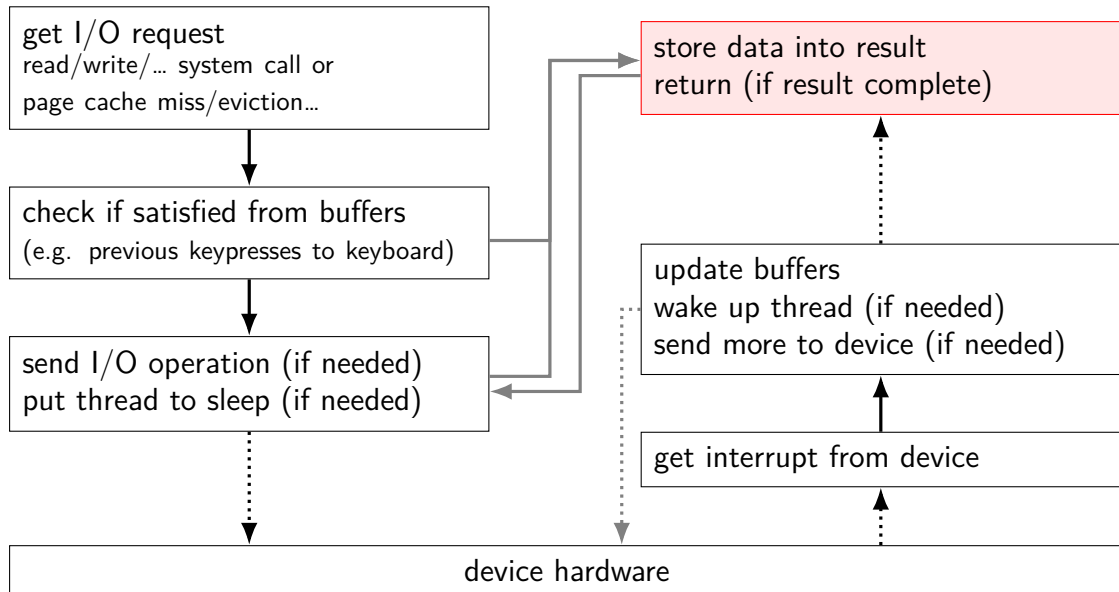 get I/O request
read/write/… system call or
page cache miss/eviction…
check if satisfied from buffers
(e.g. previous keypresses to keyboard)
send I/O operation (if needed)
put thread to sleep (if needed)
store data into result
return (if result complete)
update buffers
wake up thread (if needed)
send more to device (if needed)
get interrupt from device
device hardware